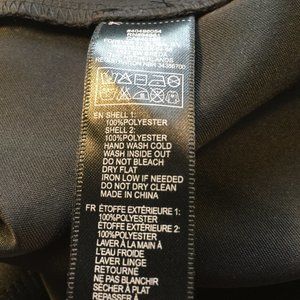 EN SHELL 1:
100%POLYESTER
SHELL 2:
100%POLYESTER
HAND WASH COLD
WASH INSIDE OUT
DO NOT BLEACH
DRY FLAT
IRON LOW IF NEEDED
DO NOT DRY CLEAN
MADE IN CHINA
FR ÉTOFFE EXTÉRIEURE 1:
100%POLYESTER
ÉTOFFE EXTÉRIEURE 2:
100%POLYESTER
LAVER À LA MAIN À
L'EAU FROIDE
LAVER LINGE
RETOURNÉ
NE PAS BLANCHIR
SÉCHER À PLAT
REPASSER À